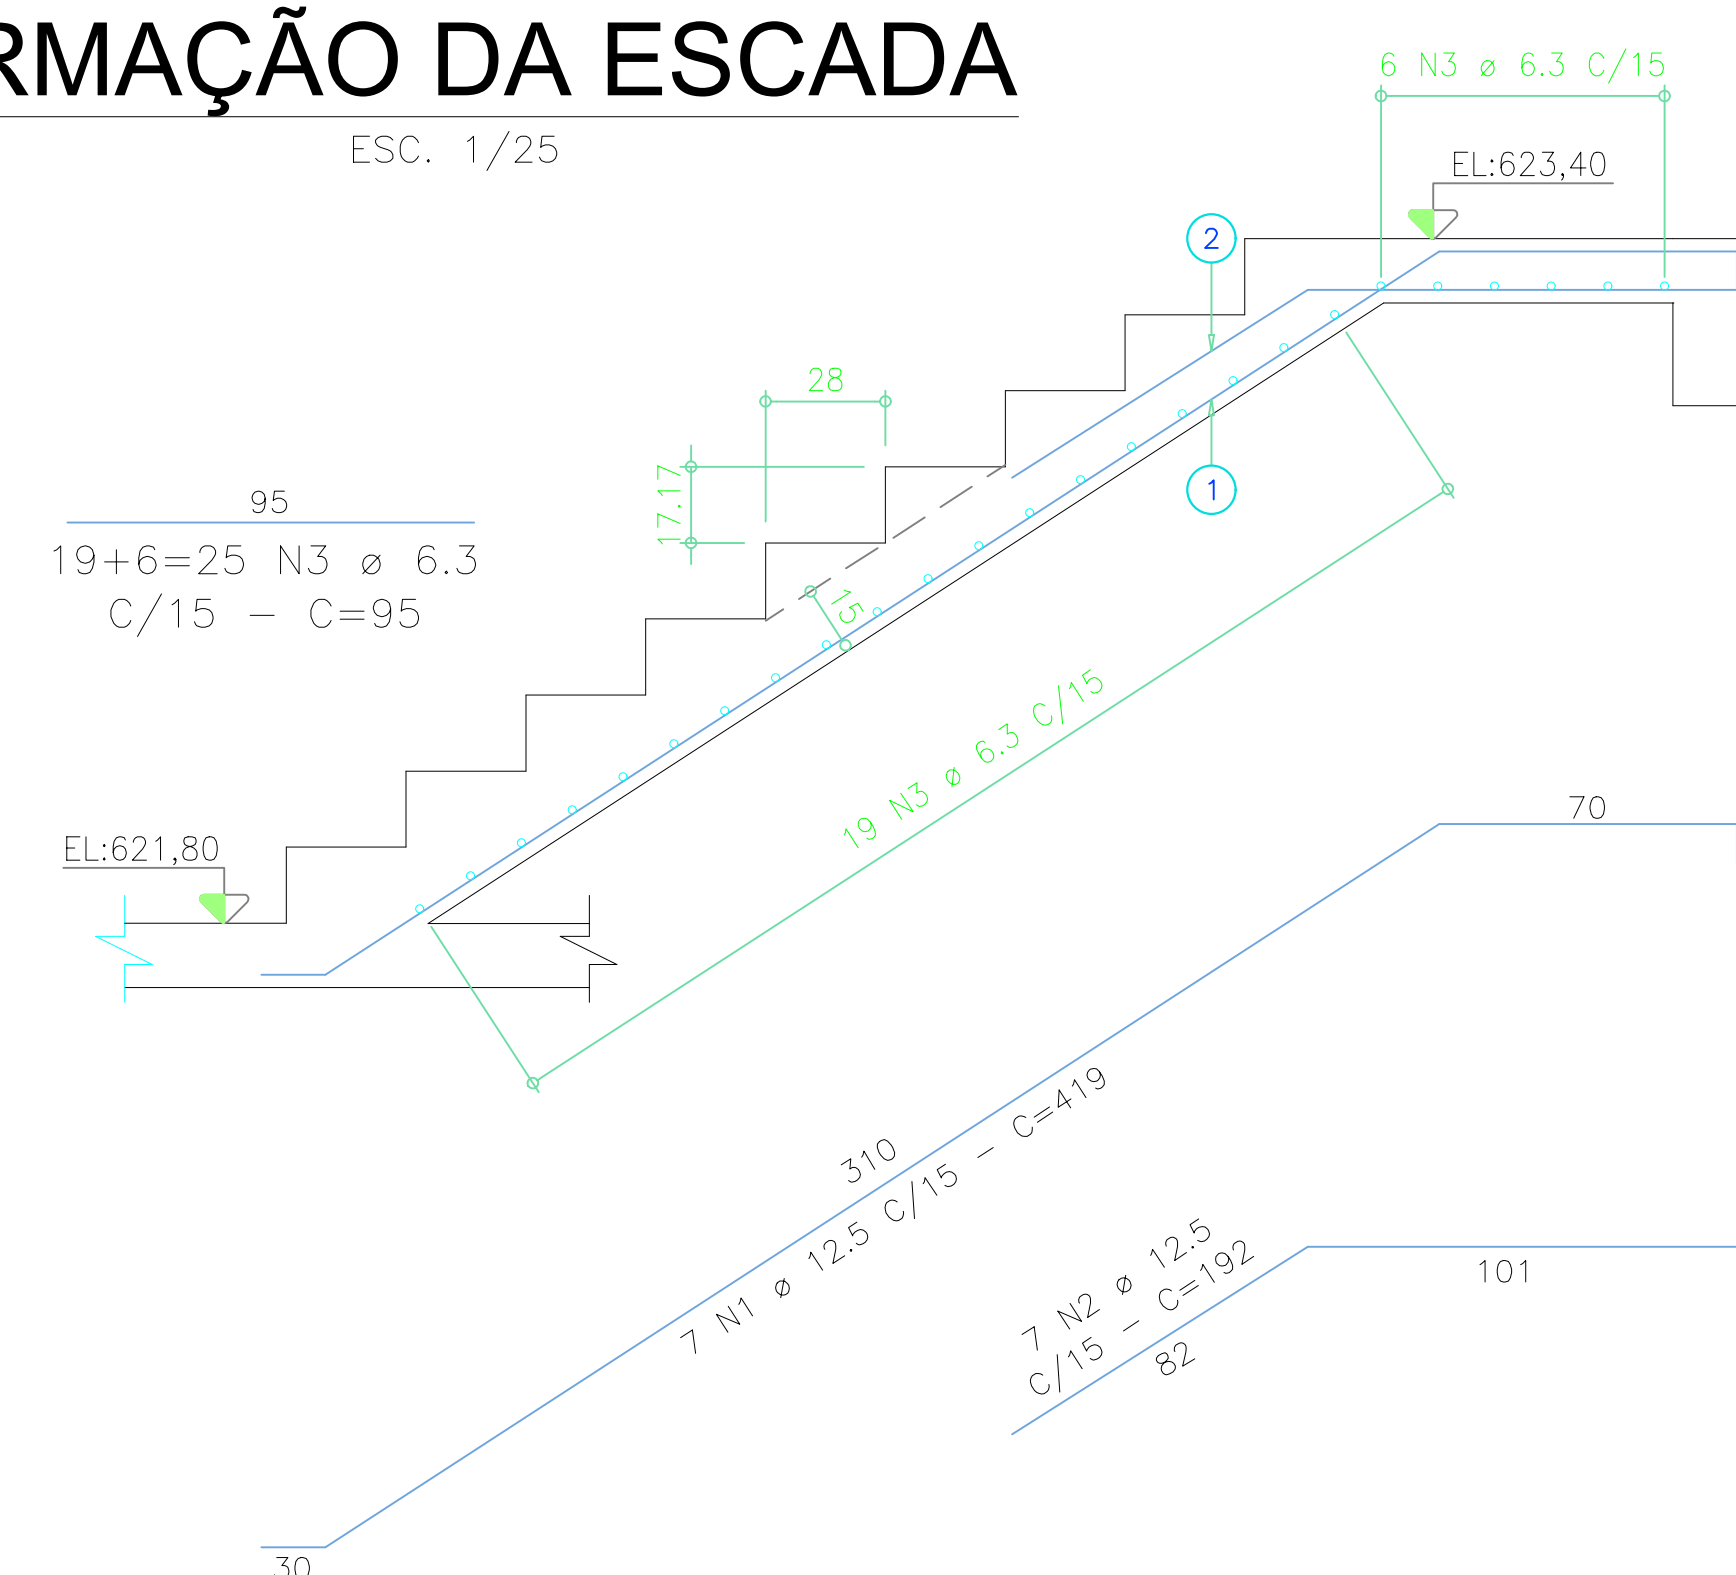 RMAÇÃO DA ESCADA
ESC. 1/25
6 N3 ø 6.3 C/15
EL:623,40
2
28
17.17
1
95
19+6=25 N3 ø 6.3
C/15 - C=95
15
19 N3 ø 6.3 C/15
EL:621,80
70
310
7 N1 ø 12.5 C/15 - C=419
7 N2 ø 12.5
C/15 - C=192
82
101
30